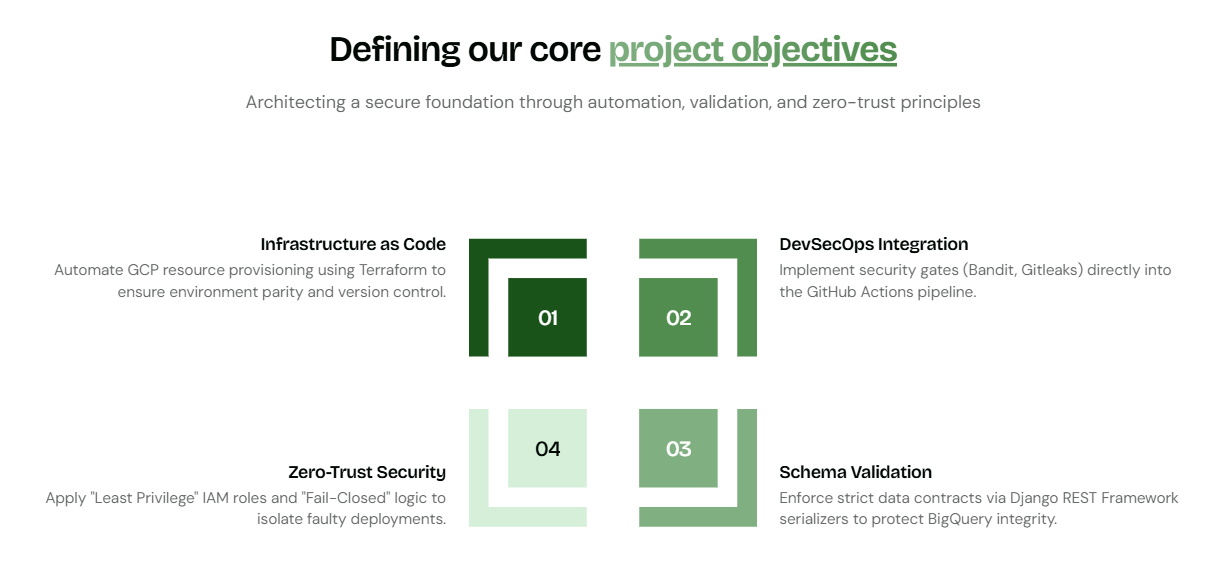 Defining our core project objectives
Architecting a secure foundation through automation, validation, and zero-trust principles
Infrastructure as Code
Automate GCP resource provisioning using Terraform to
ensure environment parity and version control.
01
02
DevSecOps Integration
Implement security gates (Bandit, Gitleaks) directly into
the GitHub Actions pipeline.
04
03
Zero-Trust Security
Apply "Least Privilege" IAM roles and "Fail-Closed" logic to
isolate faulty deployments.
Schema Validation
Enforce strict data contracts via Django REST Framework
serializers to protect BigQuery integrity.